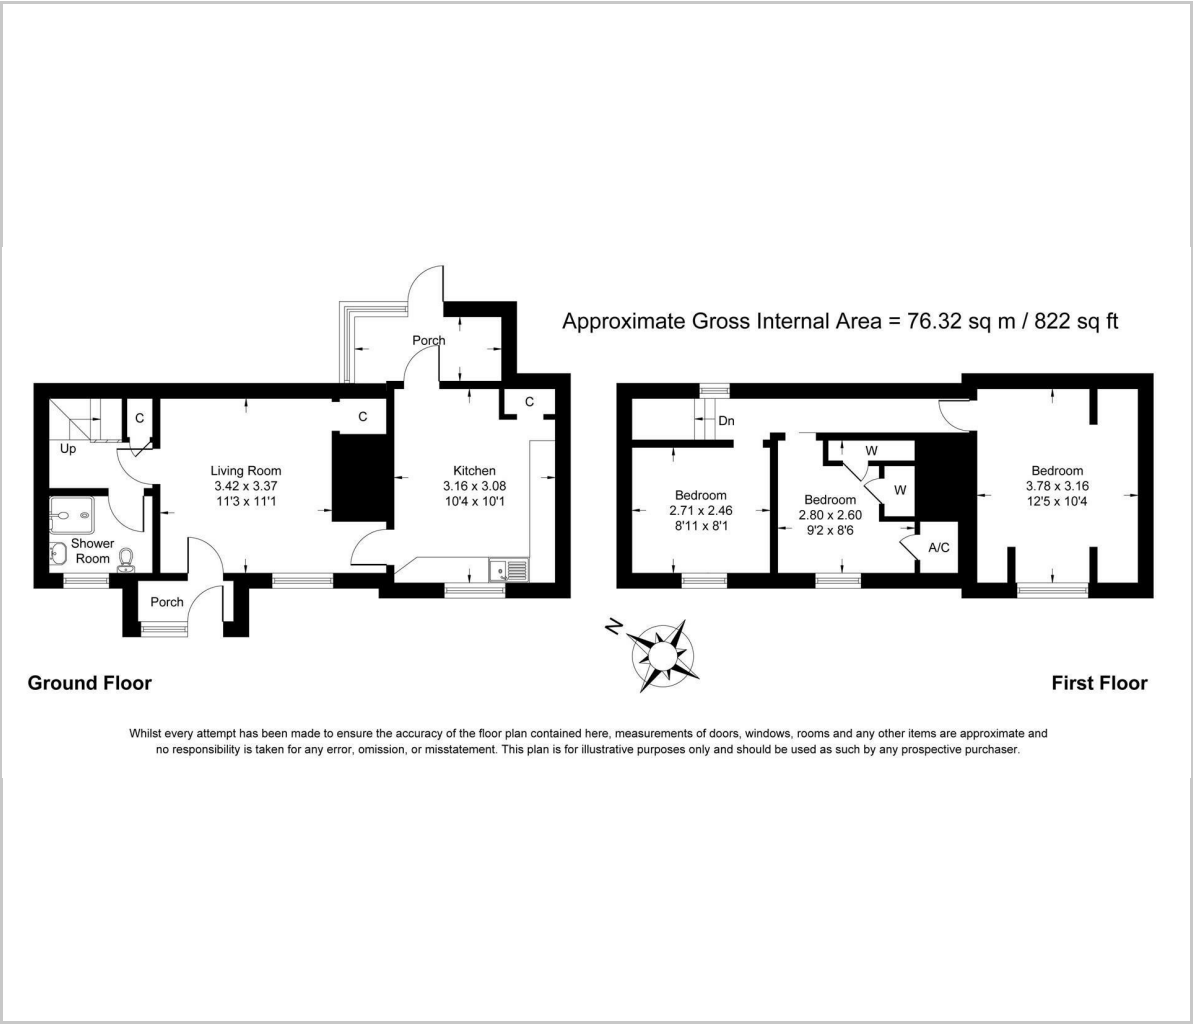 Approximate Gross Internal Area = 76.32 sq m / 822 sq ft
Porch
C
C
C
Up
Living Room
3.42 x 3.37
11'3 x 11'1
Kitchen
3.16 x 3.08
10'4 x 10'1
Shower
Room
Porch
Dn
W
W
Bedroom
2.71 x 2.46
8'11 x 8'1
Bedroom
2.80 x 2.60
9'2 x 8'6
A/C
Bedroom
3.78 x 3.16
12'5 x 10'4
N
Ground Floor
First Floor
Whilst every attempt has been made to ensure the accuracy of the floor plan contained here, measurements of doors, windows, rooms and any other items are approximate and
no responsibility is taken for any error, omission, or misstatement. This plan is for illustrative purposes only and should be used as such by any prospective purchaser.